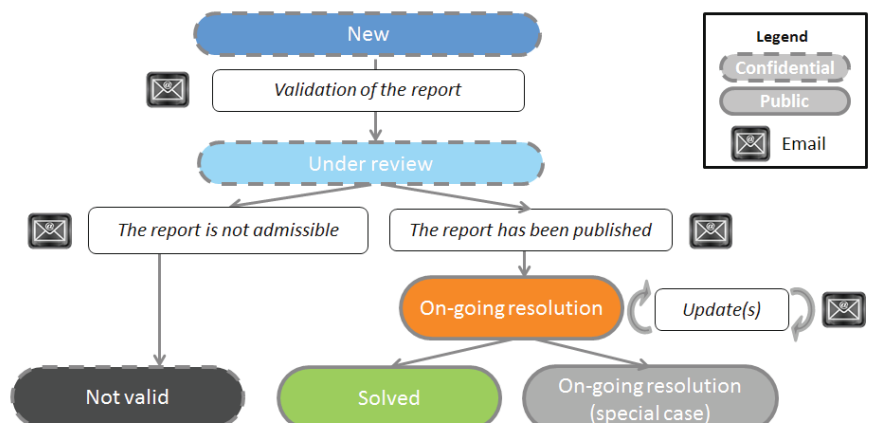 New
Legend
Confidential
Validation of the report
Public
Email
Under review
The report is not admissible
The report has been published
On-going resolution
Update(s)
Not valid
Solved
On-going resolution
(special case)